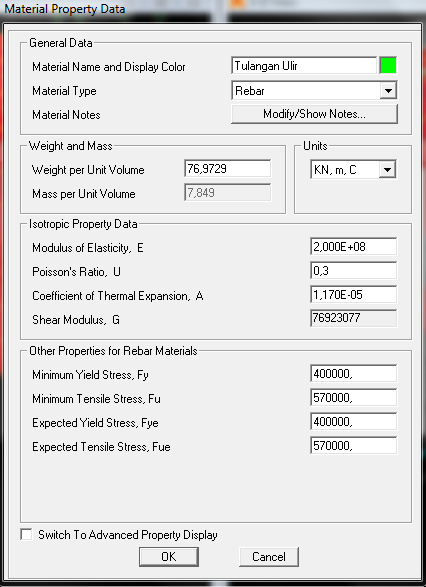 Material Property Data
General Data
Material Name and Display Color Tulangan Ulir
Material Type Rebar
Material Notes Modify/Show Notes...
Weight and Mass Units
Weight per Unit Volume 76,9729 KN, m, C
Mass per Unit Volume 7,849
Isotropic Property Data
Modulus of Elasticity, E 2,000E+08
Poisson's Ratio, U 0,3
Coefficient of Thermal Expansion, A 1,170E-05
Shear Modulus, G 76923077
Other Properties for Rebar Materials
Minimum Yield Stress, Fy 400000,
Minimum Tensile Stress, Fu 570000,
Expected Yield Stress, Fye 400000,
Expected Tensile Stress, Fue 570000,
Switch To Advanced Property Display
OK Cancel